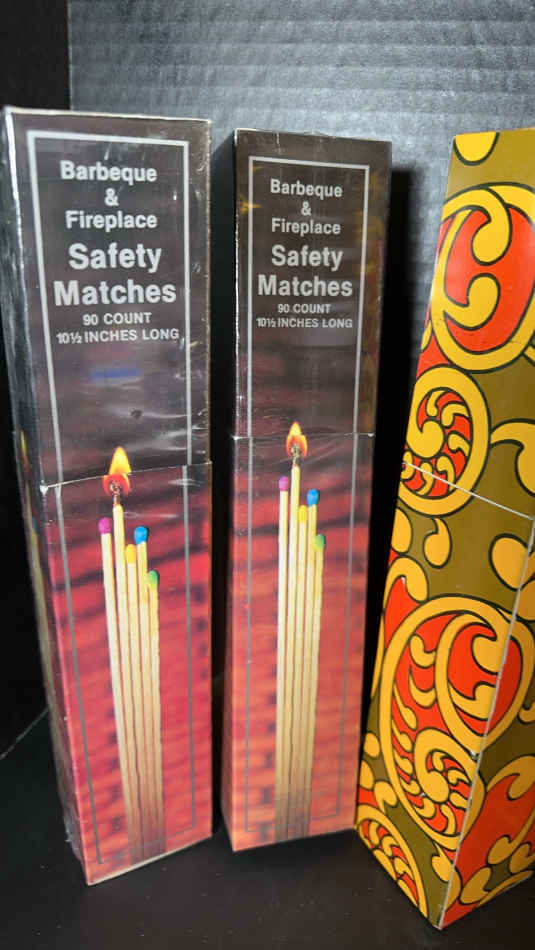 Barbeque
&
Fireplace
Safety
Matches
90 COUNT
10½ INCHES LONG
Barbeque
&
Fireplace
Safety
Matches
90 COUNT
10½ INCHES LONG